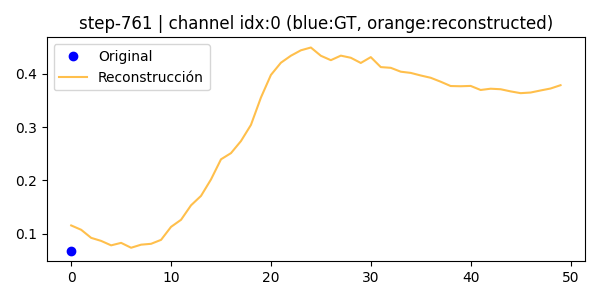 step-761 | channel idx:0 (blue:GT, orange:reconstructed)
Original
Reconstrucción
0.4
0.3
0.2
0.1
0 10 20 30 40 50